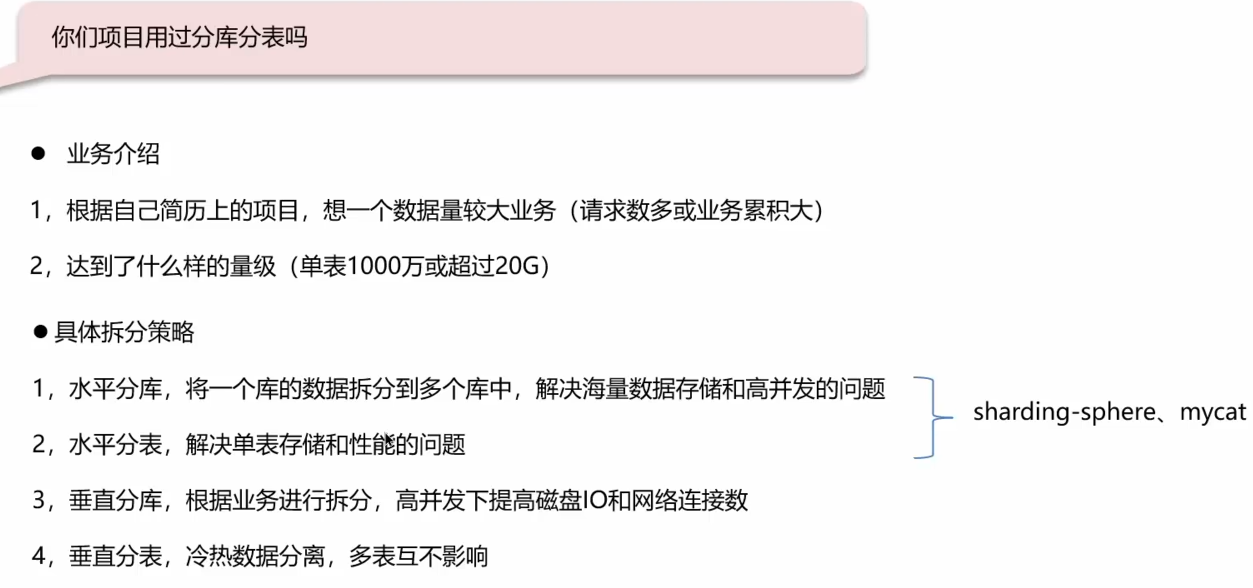 你们项目用过分库分表吗
● 业务介绍
1，根据自己简历上的项目，想一个数据量较大业务（请求数多或业务累积大）
2，达到了什么样的量级（单表1000万或超过20G）
● 具体拆分策略
1，水平分库，将一个库的数据拆分到多个库中，解决海量数据存储和高并发的问题
2，水平分表，解决单表存储和性能的问题
sharding-sphere、mycat
3，垂直分库，根据业务进行拆分，高并发下提高磁盘IO和网络连接数
4，垂直分表，冷热数据分离，多表互不影响